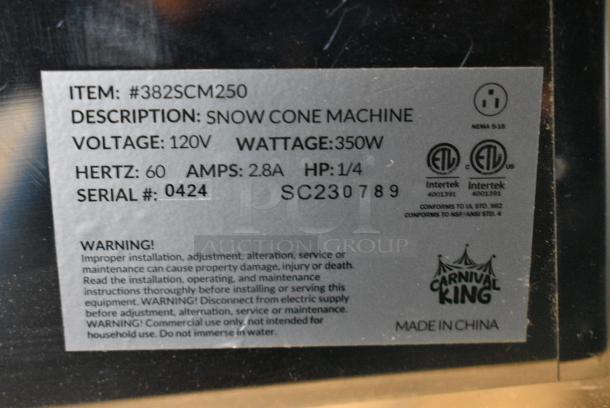 ITEM: #382SCM250
DESCRIPTION: SNOW CONE MACHINE
VOLTAGE: 120V WATTAGE:350W
HERTZ: 60 AMPS: 2.8A HP:1/4
SERIAL #: 0424 SC230789
NEMA 5-15
ETL C ETL US
Intertek Intertek
4001391 4001391
CONFORMS TO UL STD. 982
CONFORMS TO NSF/ANSI STD. 4
PCI
AUCTION GROUP
WARNING!
Improper installation, adjustment, alteration, service or
maintenance can cause property damage, injury or death.
Read the installation, operating, and maintenance
instructions thoroughly before installing or serving this
equipment. WARNING! Disconnect from electric supply
before adjustment, alternation, service or maintenance.
WARNING! Commercial use only, not intended for
household use. Do not immerse in water.
CARNIVAL
KING
MADE IN CHINA